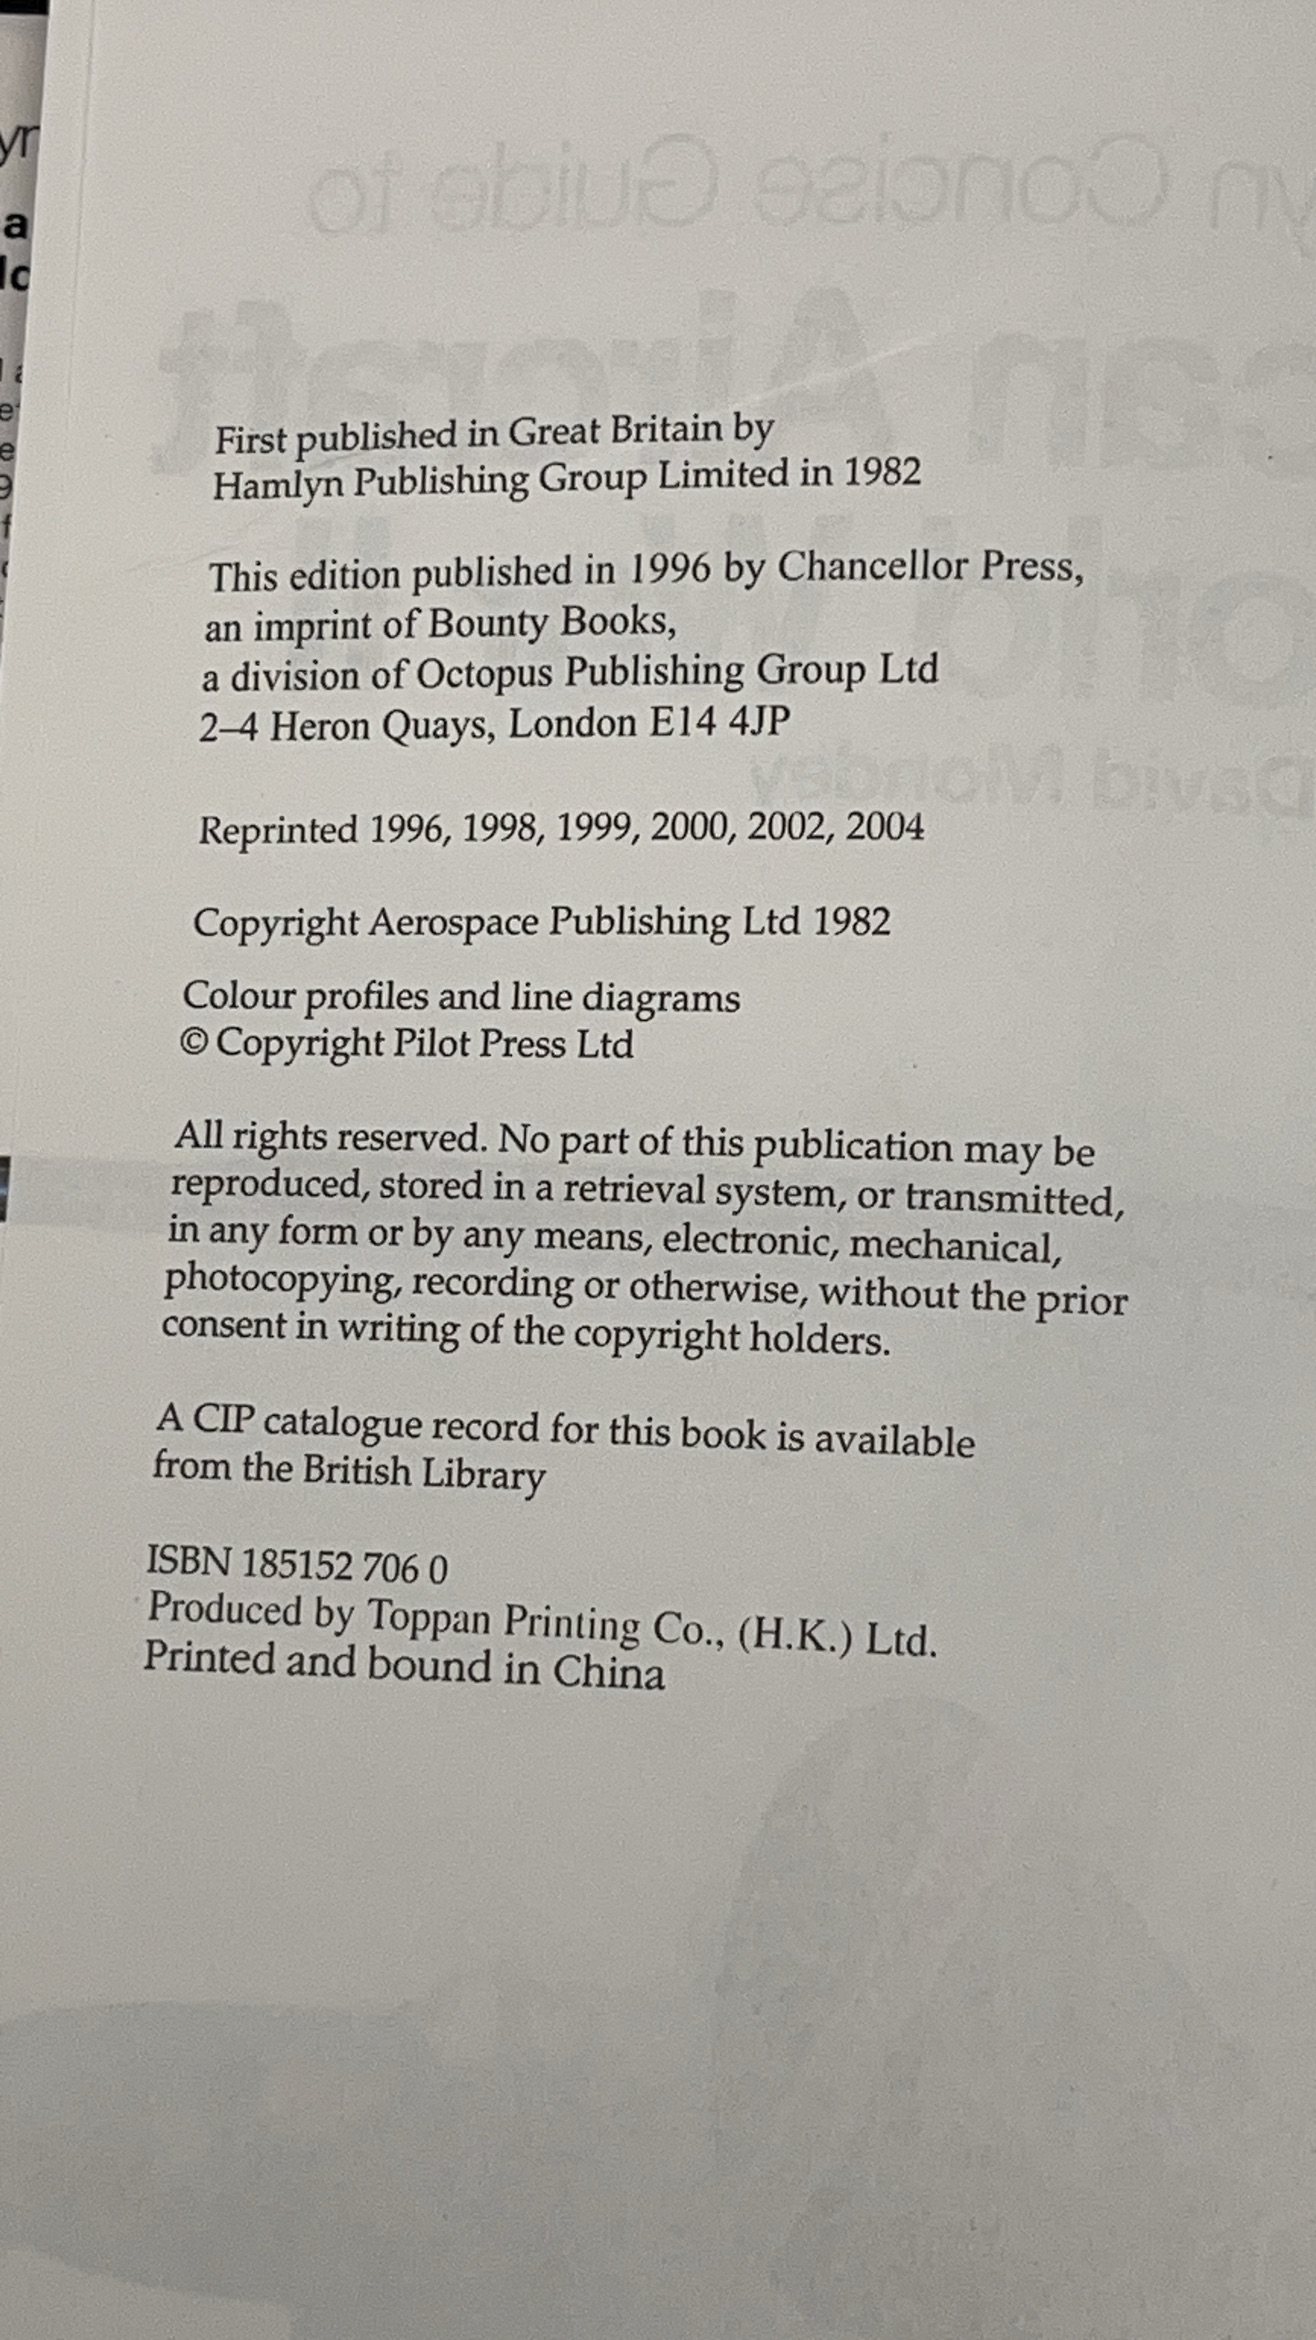 First published in Great Britain by
Hamlyn Publishing Group Limited in 1982
This edition published in 1996 by Chancellor Press,
an imprint of Bounty Books,
a division of Octopus Publishing Group Ltd
2–4 Heron Quays, London E14 4JP
Reprinted 1996, 1998, 1999, 2000, 2002, 2004
Copyright Aerospace Publishing Ltd 1982
Colour profiles and line diagrams
© Copyright Pilot Press Ltd
All rights reserved. No part of this publication may be
reproduced, stored in a retrieval system, or transmitted,
in any form or by any means, electronic, mechanical,
photocopying, recording or otherwise, without the prior
consent in writing of the copyright holders.
A CIP catalogue record for this book is available
from the British Library
ISBN 185152 706 0
Produced by Toppan Printing Co., (H.K.) Ltd.
Printed and bound in China